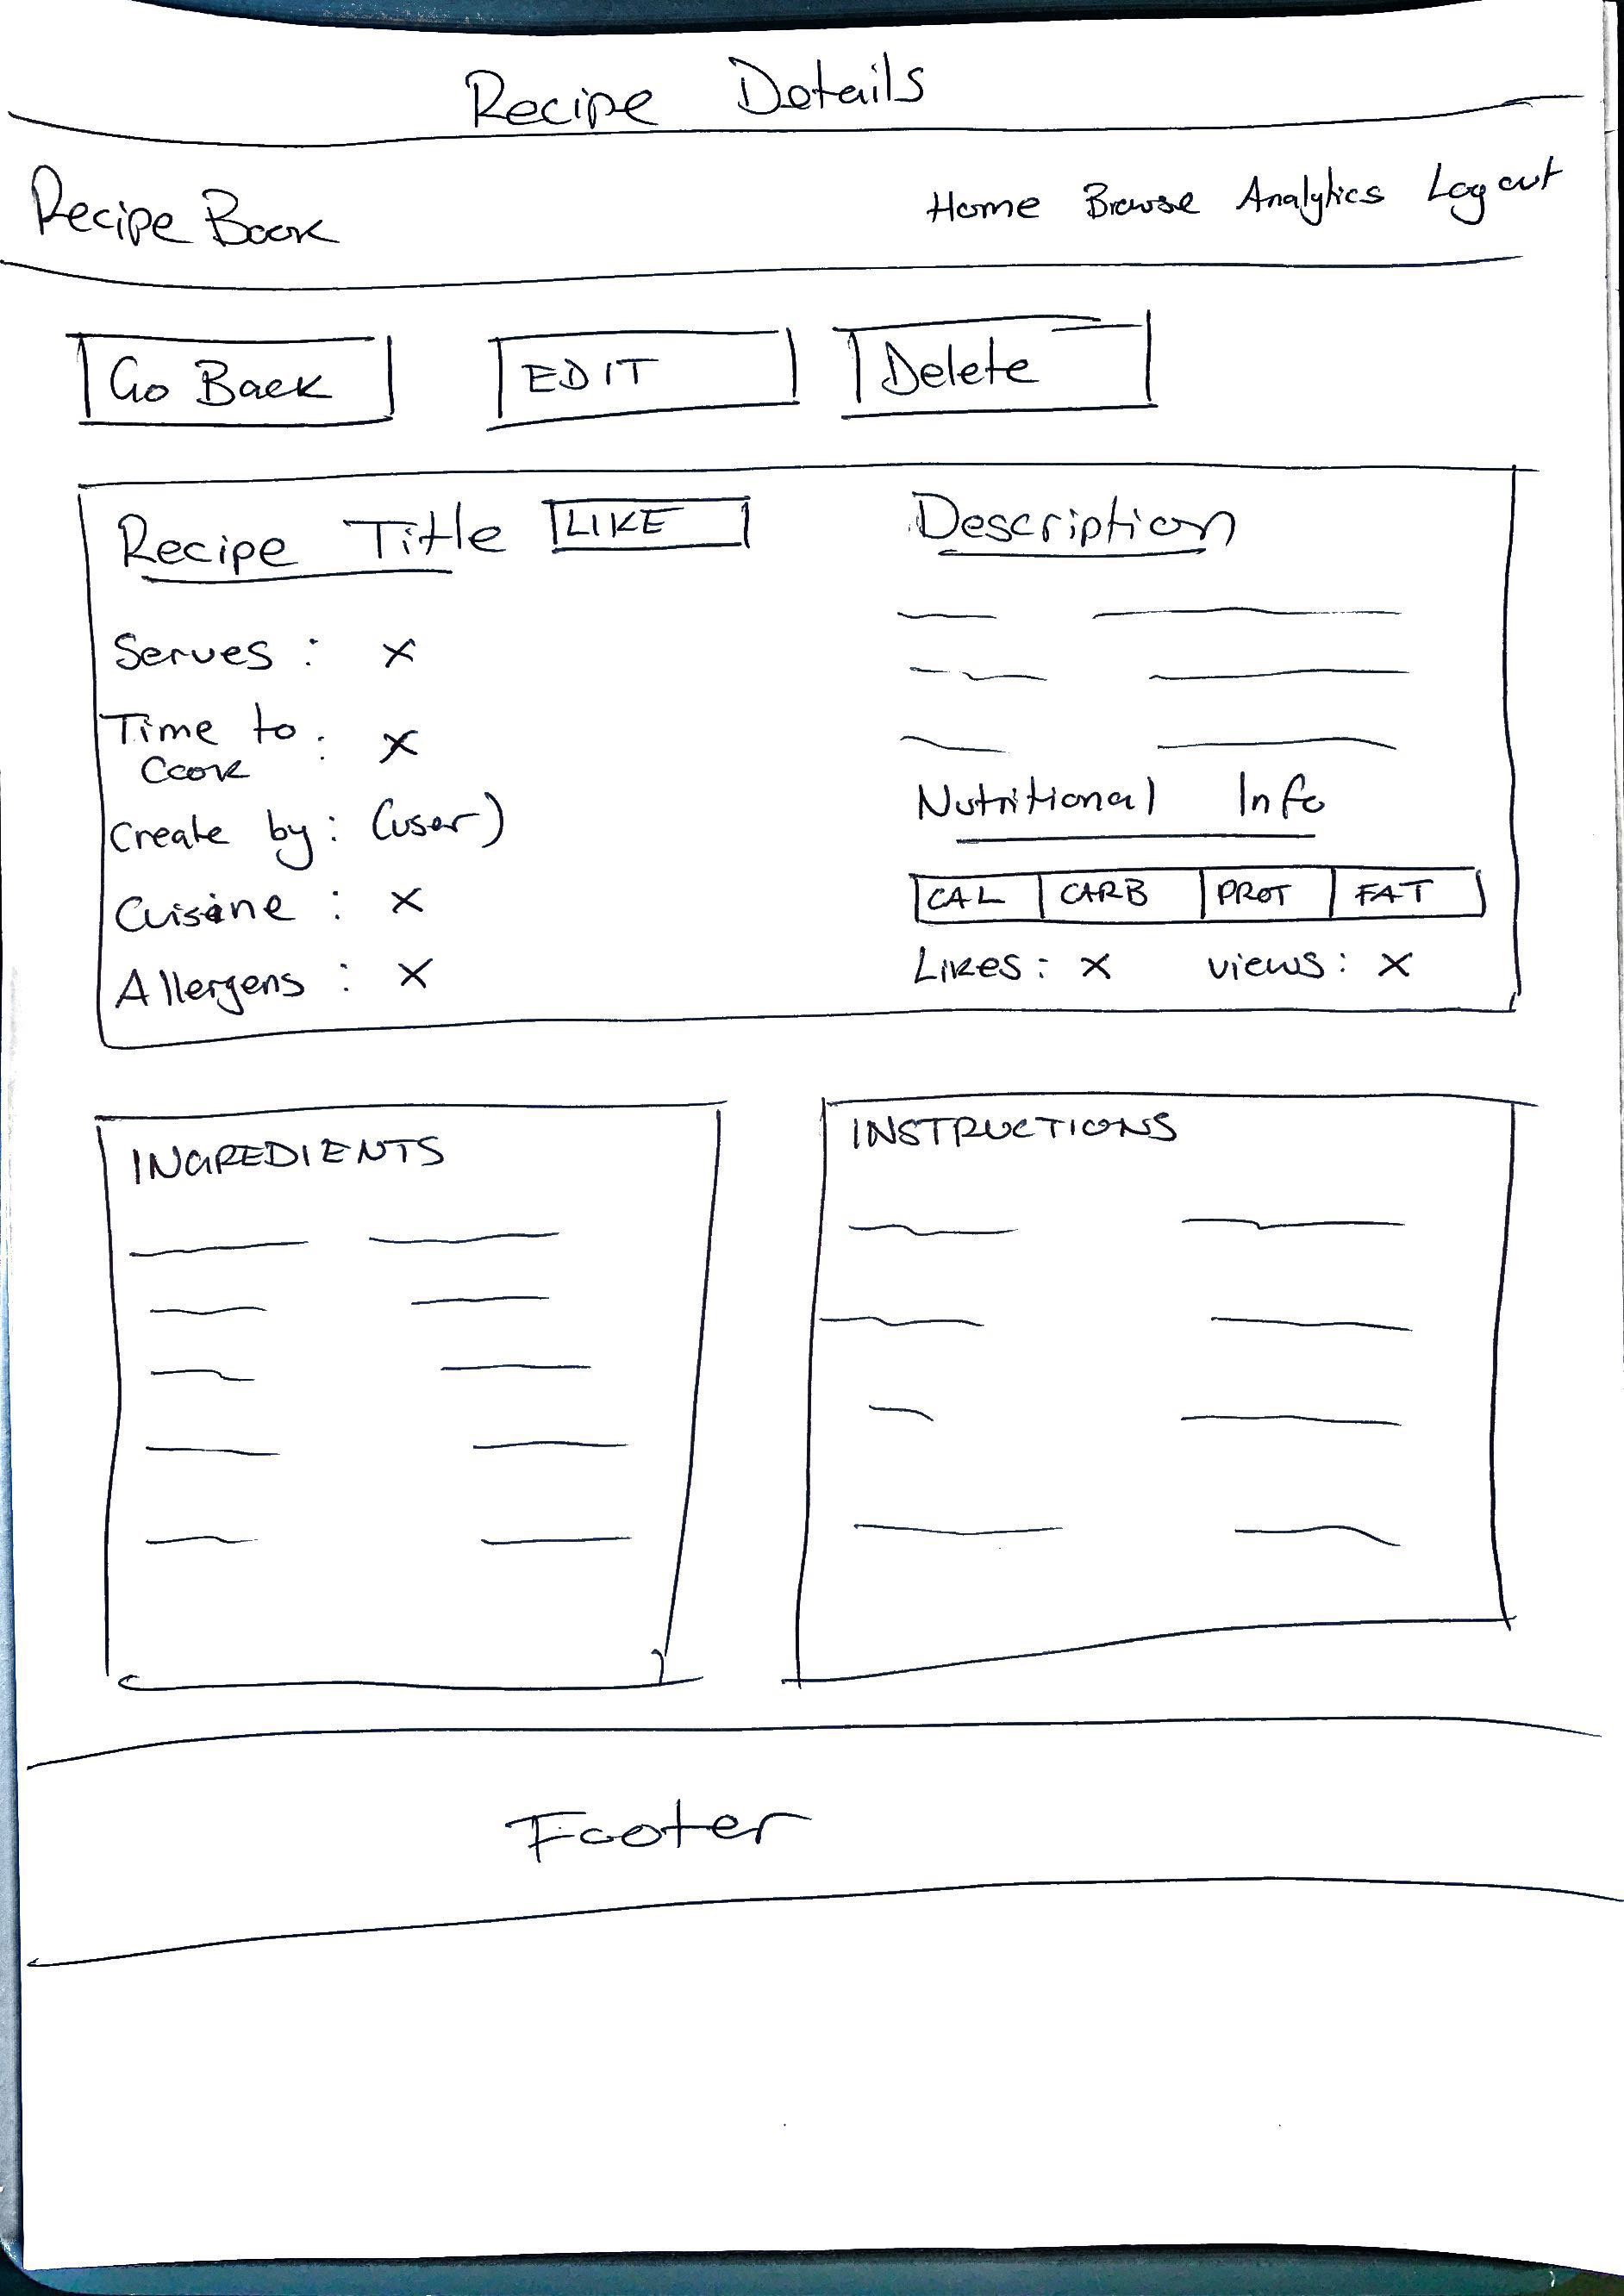 Recipe Details
Recipe Book Home Browse Analytics Log out
Go Back EDIT Delete
Recipe Title LIKE
Serves : x
Time to Cook : x
Create by : (user)
Cuisine : x
Allergens : x
Description
Nutritional Info
CAL CARB PROT FAT
Likes : x views : x
INGREDIENTS
INSTRUCTIONS
Footer